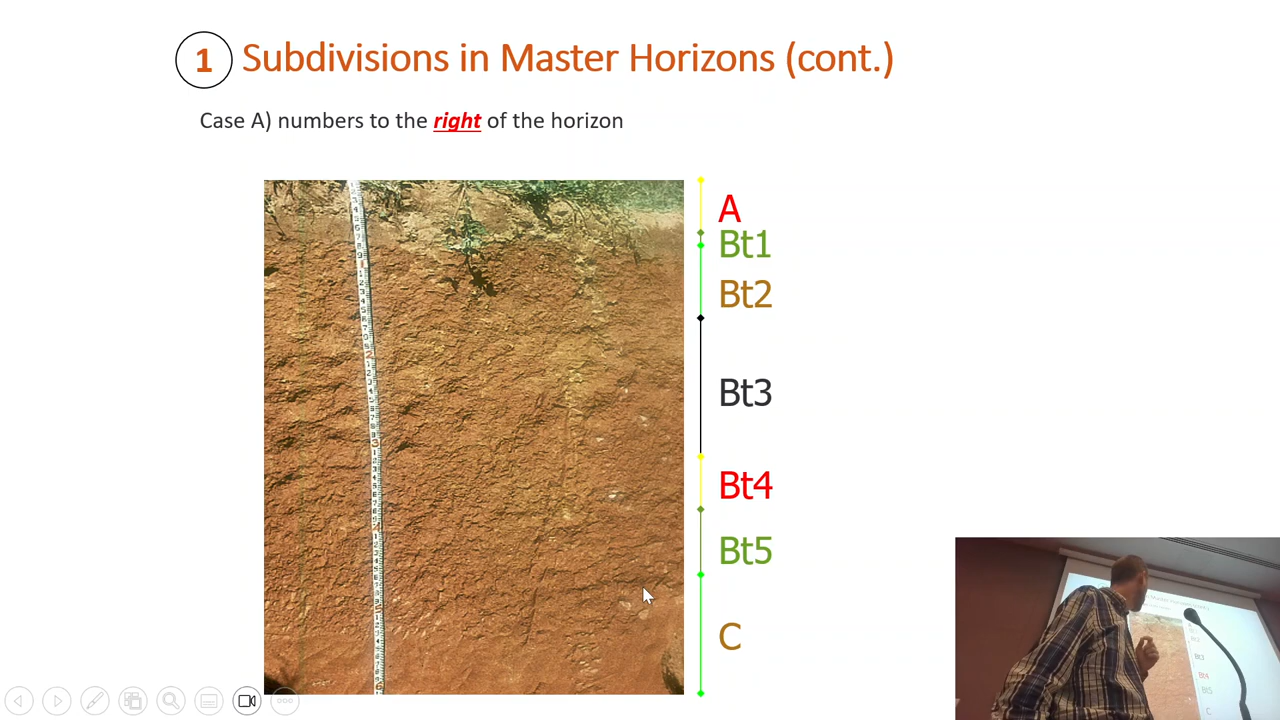 1 Subdivisions in Master Horizons (cont.)
Case A) numbers to the right of the horizon
A
Bt1
Bt2
Bt3
Bt4
Bt5
C